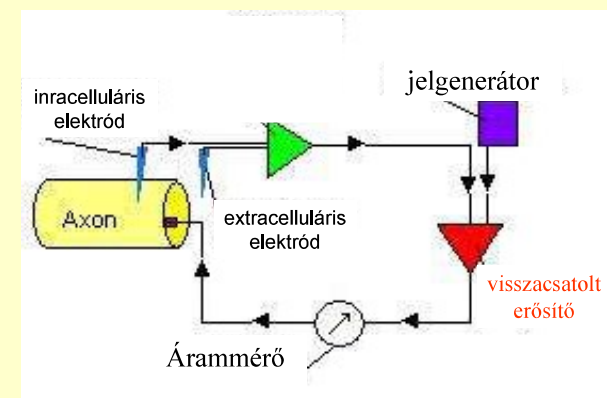 jelgenerátor
inracelluláris
elektród
Axon
extracelluláris
elektród
visszacsatolt
erősítő
Árammérő